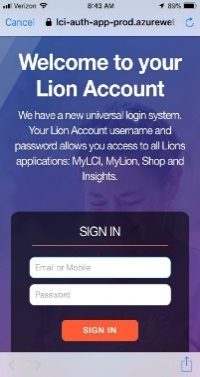 Verizon 8:43 AM 89%
Cancel lci-auth-app-prod.azurewe
Welcome to your
Lion Account
We have a new universal login system.
Your Lion Account username and
password allows you access to all Lions
applications: MyLCI, MyLion, Shop and
Insights.
SIGN IN
Email or Mobile
Password
SIGN IN